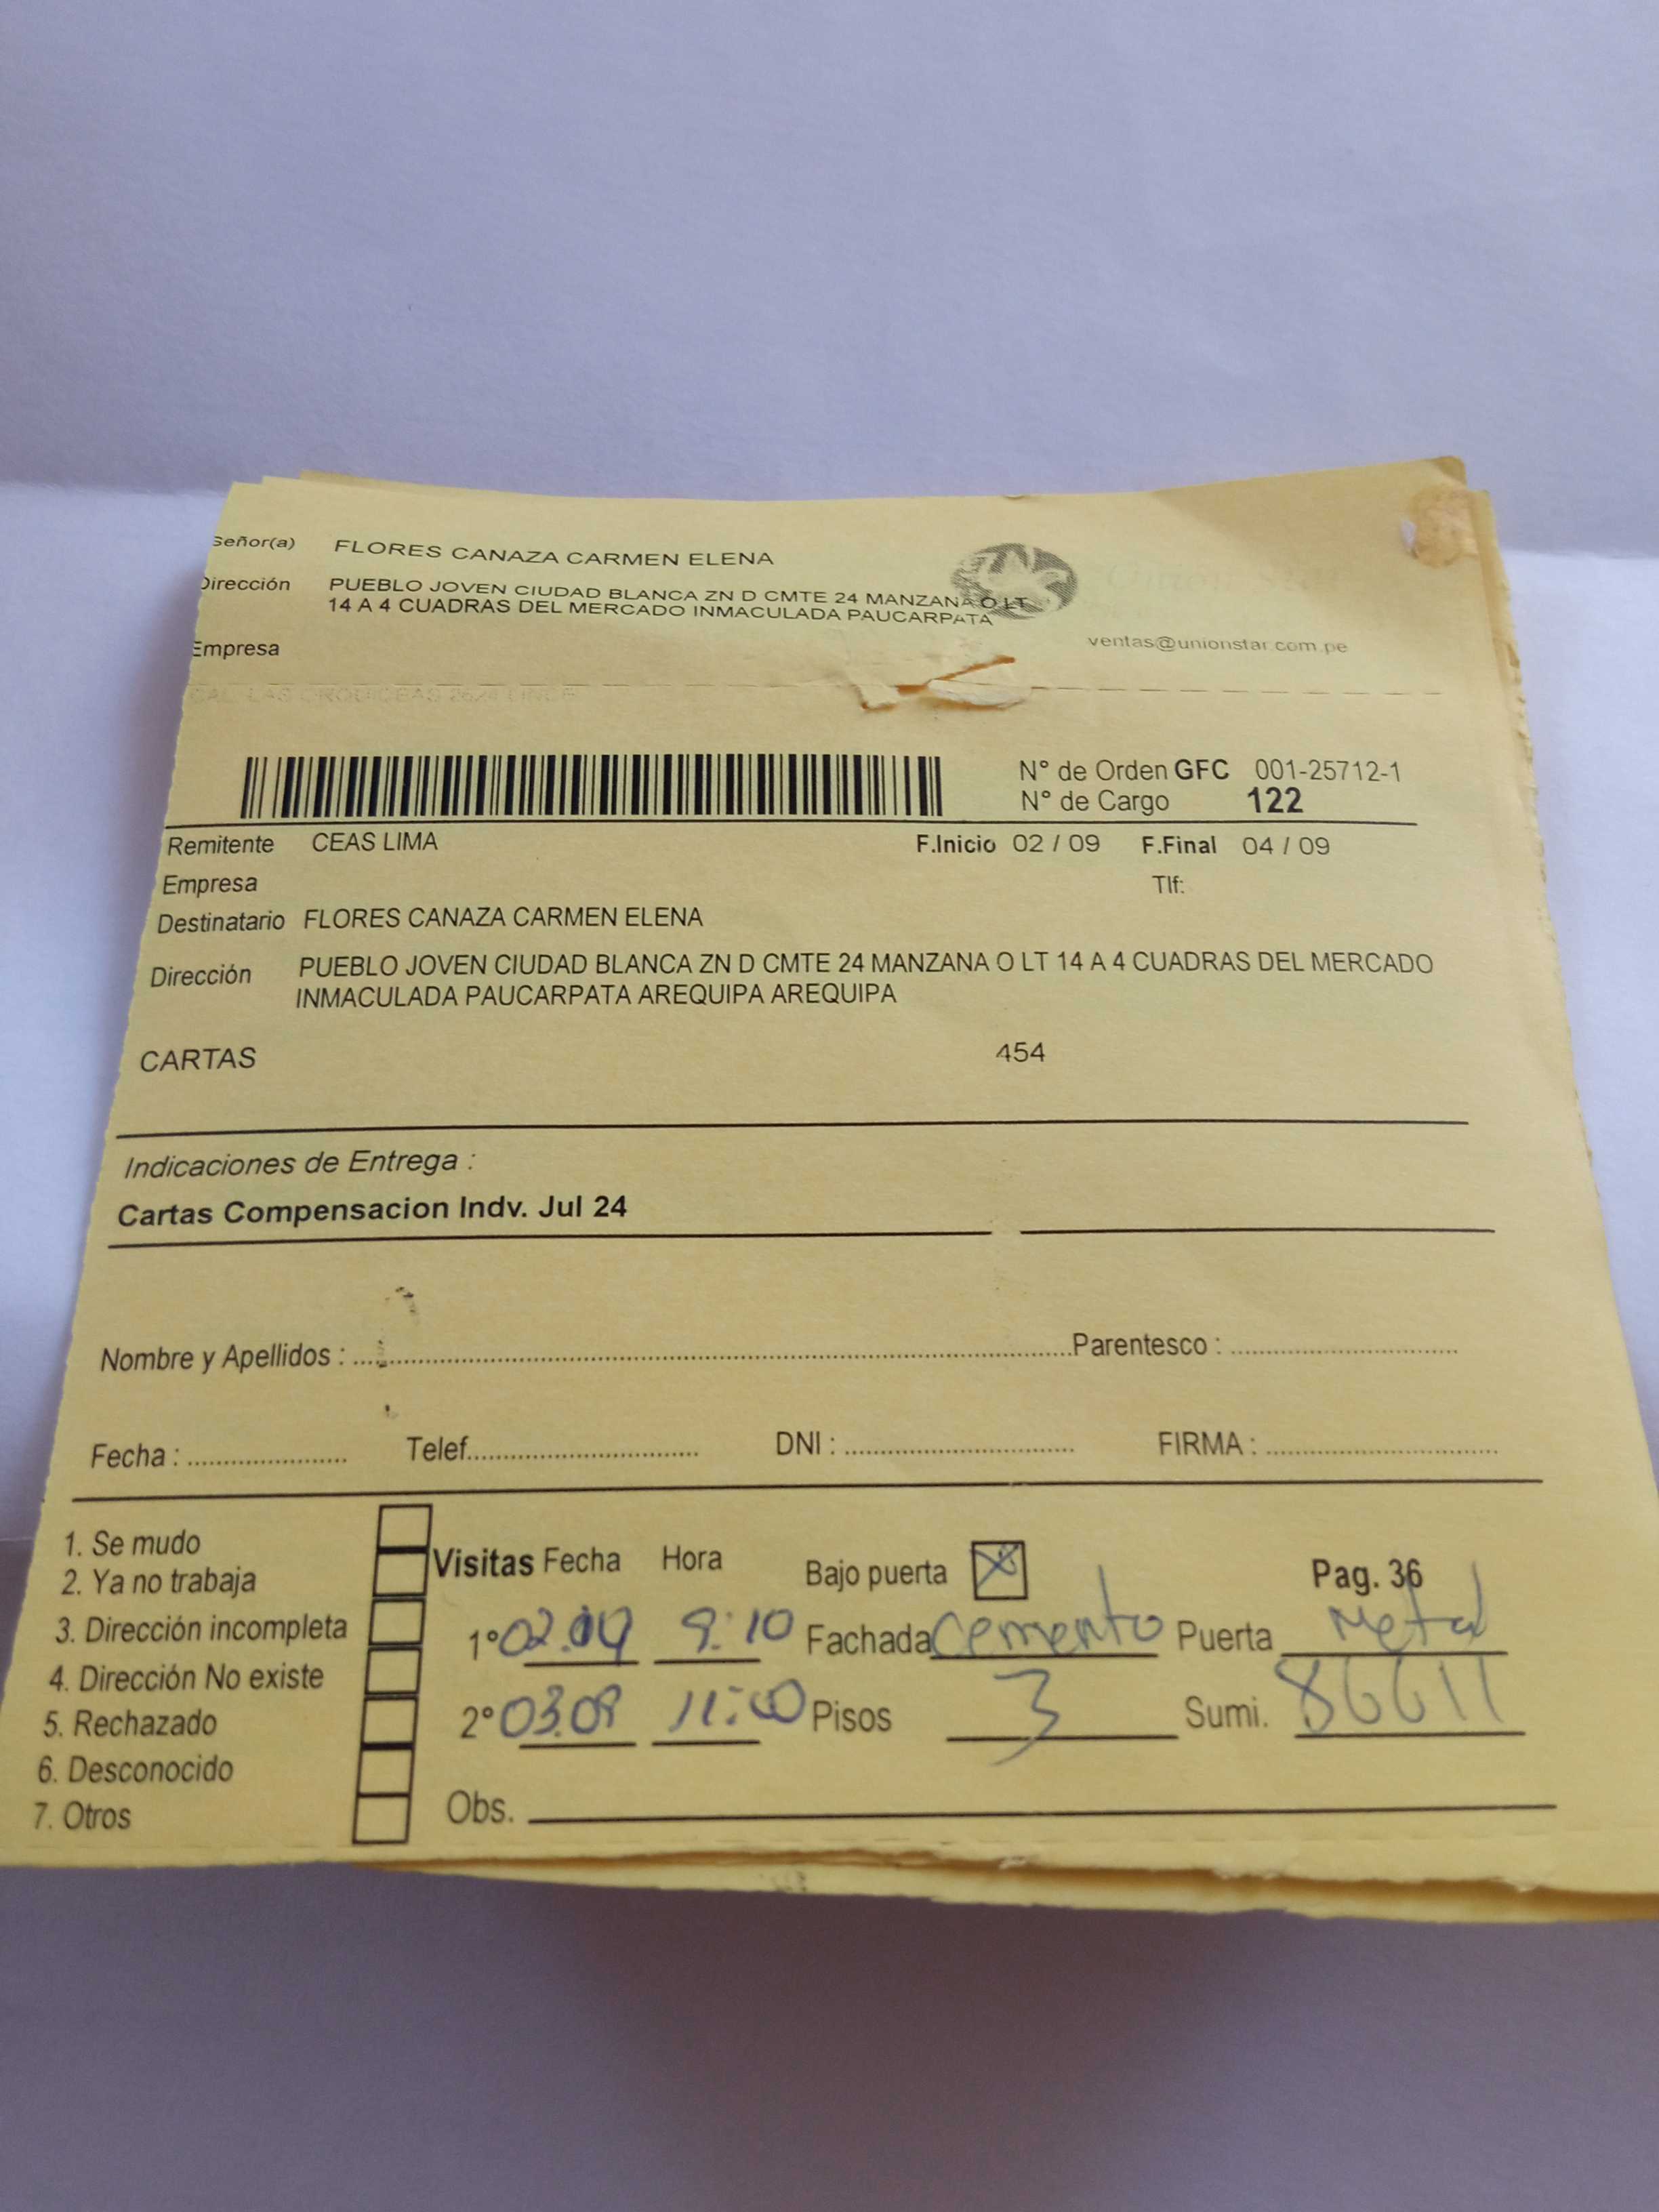 Señor(a) FLORES CANAZA CARMEN ELENA
Dirección PUEBLO JOVEN CIUDAD BLANCA ZN D CMTE 24 MANZANA O LT
14 A 4 CUADRAS DEL MERCADO INMACULADA PAUCARPATA
ventas@unionstar.com.pe
Empresa
N° de Orden GFC 001-25712-1
N° de Cargo 122
Remitente CEAS LIMA F.Inicio 02 / 09 F.Final 04 / 09
Empresa Tlf:
Destinatario FLORES CANAZA CARMEN ELENA
Dirección PUEBLO JOVEN CIUDAD BLANCA ZN D CMTE 24 MANZANA O LT 14 A 4 CUADRAS DEL MERCADO
INMACULADA PAUCARPATA AREQUIPA AREQUIPA
CARTAS 454
Indicaciones de Entrega :
Cartas Compensacion Indv. Jul 24
Nombre y Apellidos : Parentesco :
Fecha : Telef. DNI : FIRMA :
1. Se mudo
2. Ya no trabaja
3. Dirección incompleta
4. Dirección No existe
5. Rechazado
6. Desconocido
7. Otros
Visitas Fecha Hora Bajo puerta X Pag. 36
1° 02.09 9:10 Fachada Cemento Puerta Metal
2° 03.09 11:00 Pisos 3 Sumi. 86611
Obs.